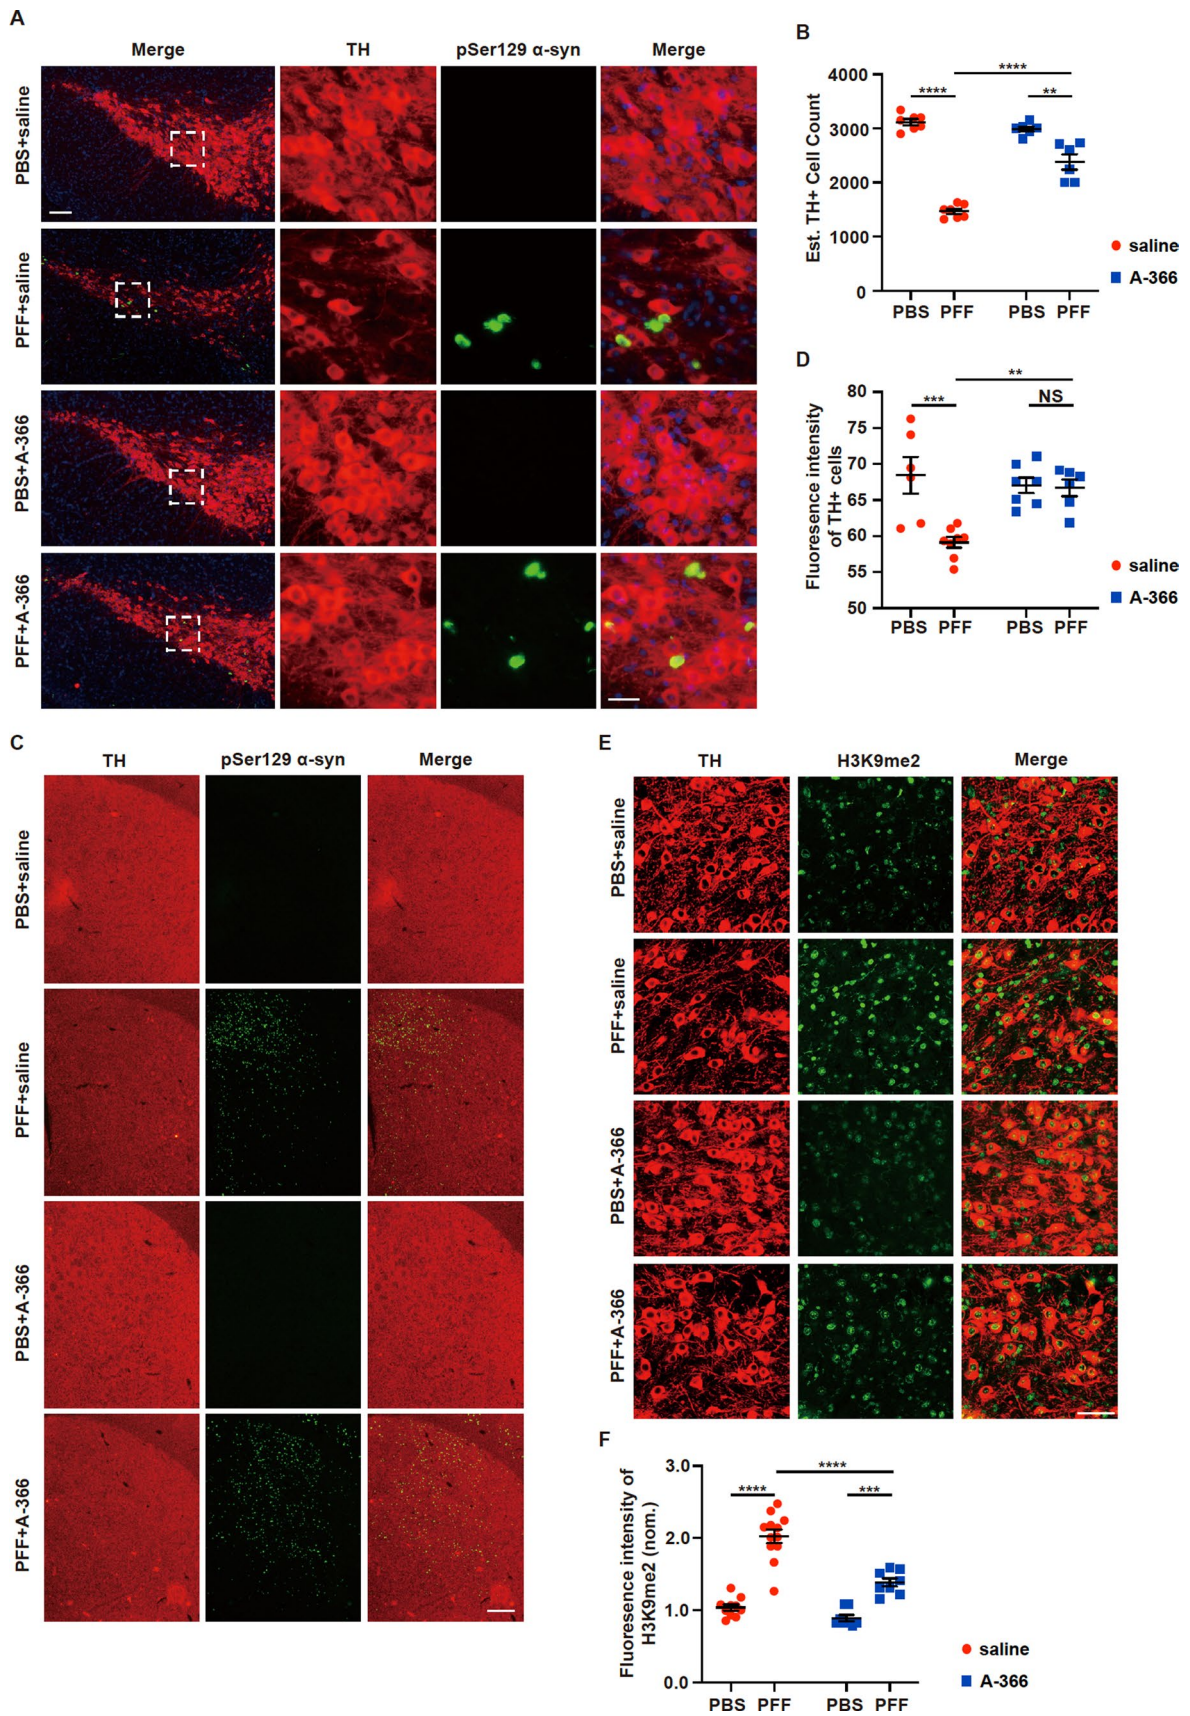 A
Merge TH pSer129 α-syn Merge
PBS+saline
PFF+saline
PBS+A-366
PFF+A-366
B
Est. TH+ Cell Count
4000
3000
2000
1000
0
**** **** **
PBS PFF PBS PFF
saline
A-366
D
Fluoresence intensity
of TH+ cells
80
75
70
65
60
55
50
*** ** NS
PBS PFF PBS PFF
saline
A-366
C
TH pSer129 α-syn Merge
PBS+saline
PFF+saline
PBS+A-366
PFF+A-366
E
TH H3K9me2 Merge
PBS+saline
PFF+saline
PBS+A-366
PFF+A-366
F
Fluoresence intensity of
H3K9me2 (nom.)
3.0
2.0
1.0
0.0
**** **** ***
PBS PFF PBS PFF
saline
A-366